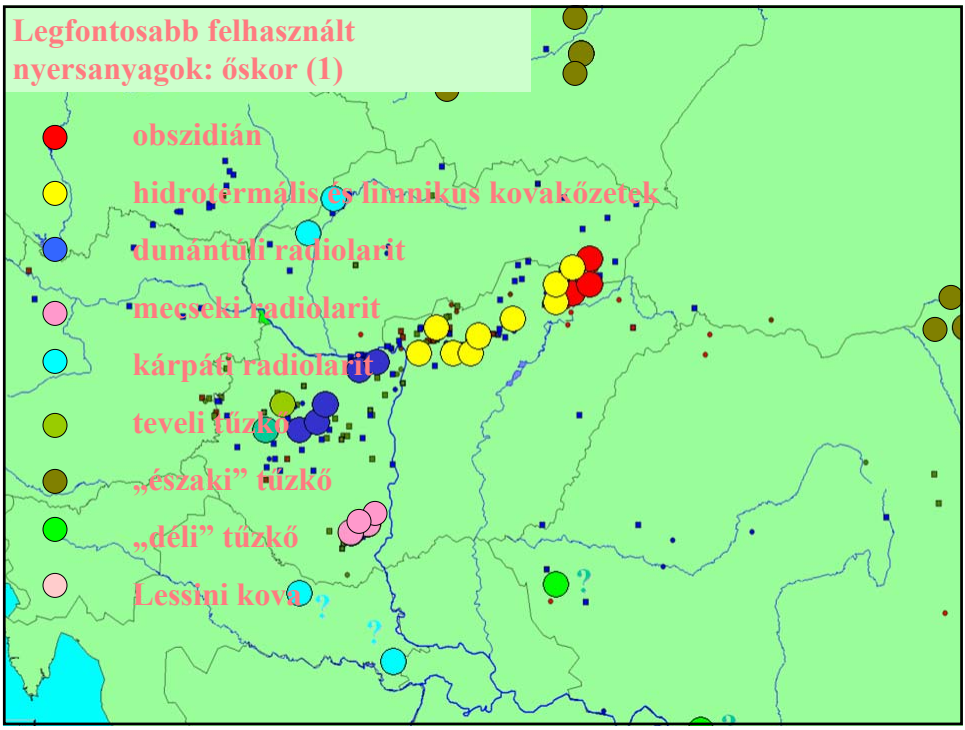 Legfontosabb felhasznált
nyersanyagok: őskor (1)
obszidián
hidrotermális és limnikus kovakőzetek
dunántúli radiolarit
mecseki radiolarit
kárpáti radiolarit
teveli tűzkő
„északi” tűzkő
„déli” tűzkő
?
Lessini kova
?
?
?